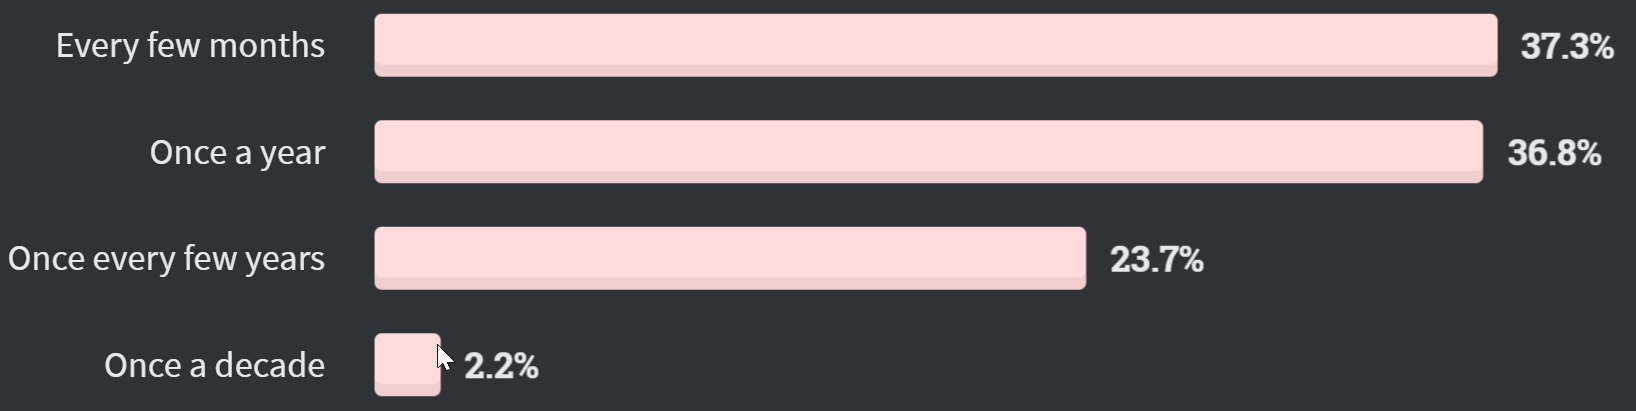 Every few months 37.3%
Once a year 36.8%
Once every few years 23.7%
Once a decade 2.2%